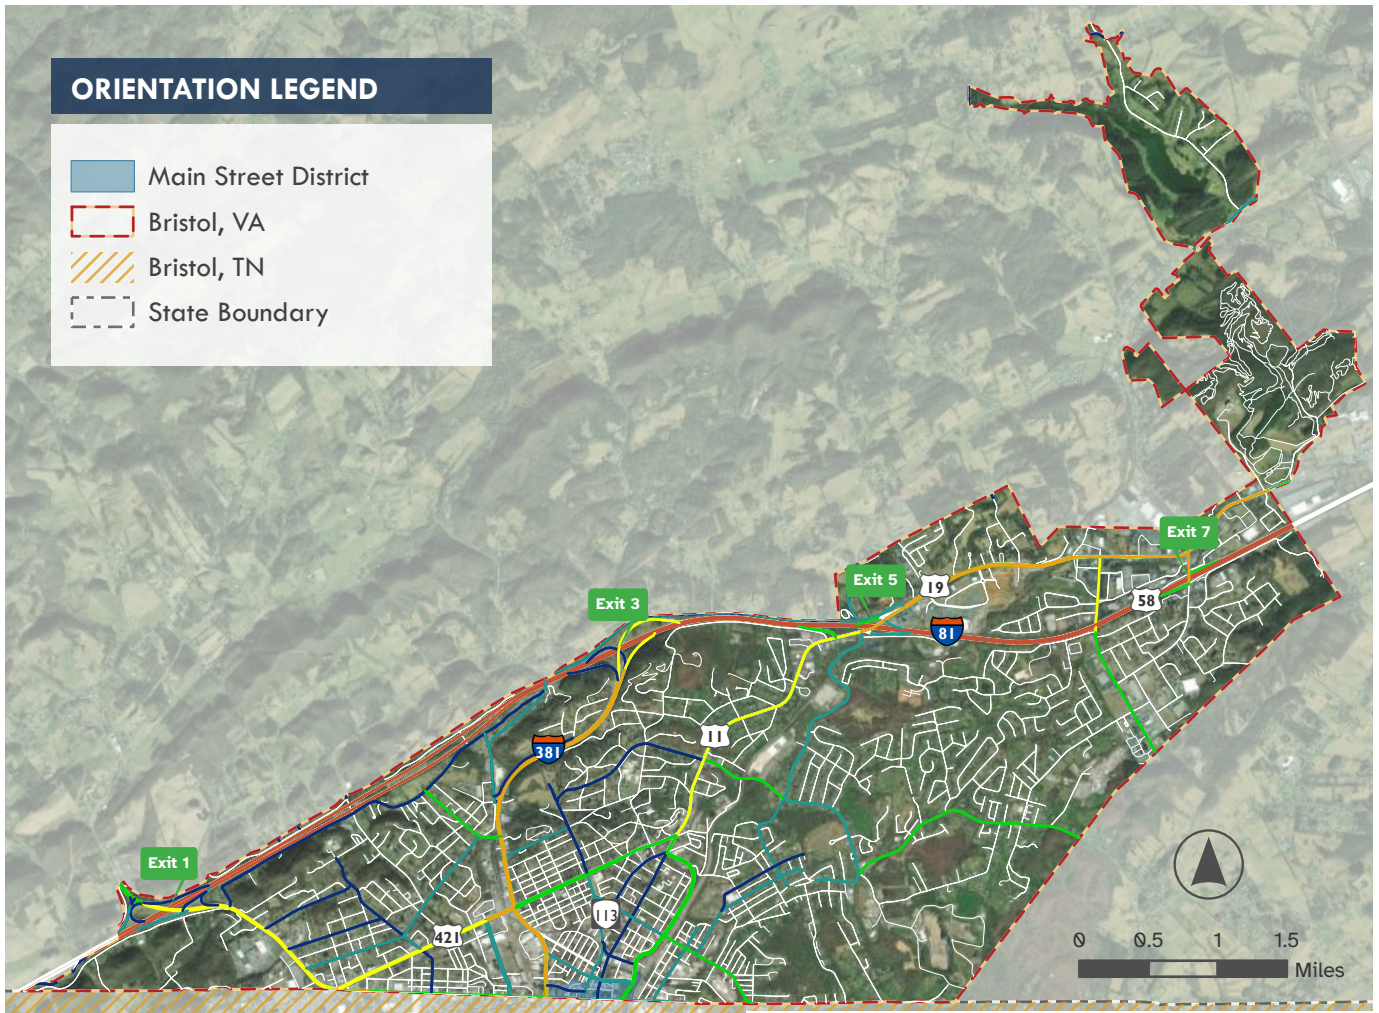 ORIENTATION LEGEND
Main Street District
Bristol, VA
Bristol, TN
State Boundary
Exit 7
Exit 5
19
Exit 3
58
81
11
381
Exit 1
113
421
0 0.5 1 1.5
Miles